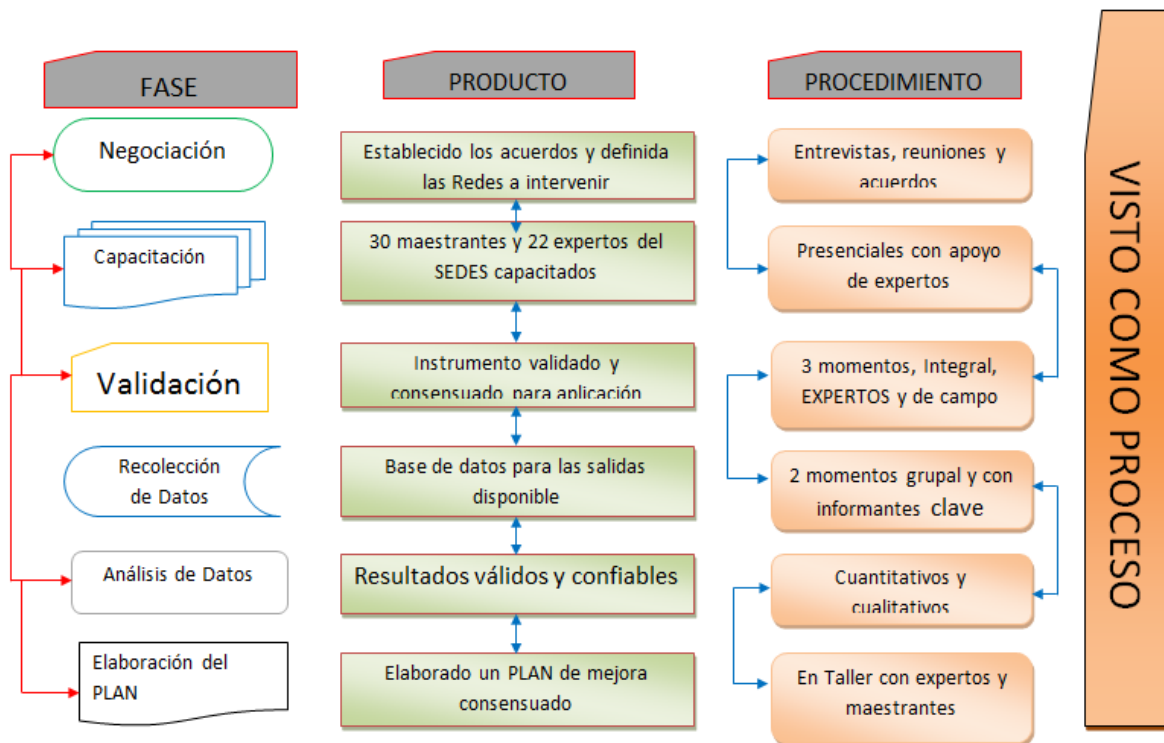 FASE
PRODUCTO
PROCEDIMIENTO
Negociación
Establecido los acuerdos y definida
las Redes a intervenir
Entrevistas, reuniones y
acuerdos
Capacitación
30 maestrantes y 22 expertos del
SEDES capacitados
Presenciales con apoyo
de expertos
Validación
Instrumento validado y
consensuado para aplicación
3 momentos, Integral,
EXPERTOS y de campo
Recolección
de Datos
Base de datos para las salidas
disponible
2 momentos grupal y con
informantes clave
Análisis de Datos
Resultados válidos y confiables
Cuantitativos y
cualitativos
Elaboración del
PLAN
Elaborado un PLAN de mejora
consensuado
En Taller con expertos y
maestrantes
VISTO COMO PROCESO